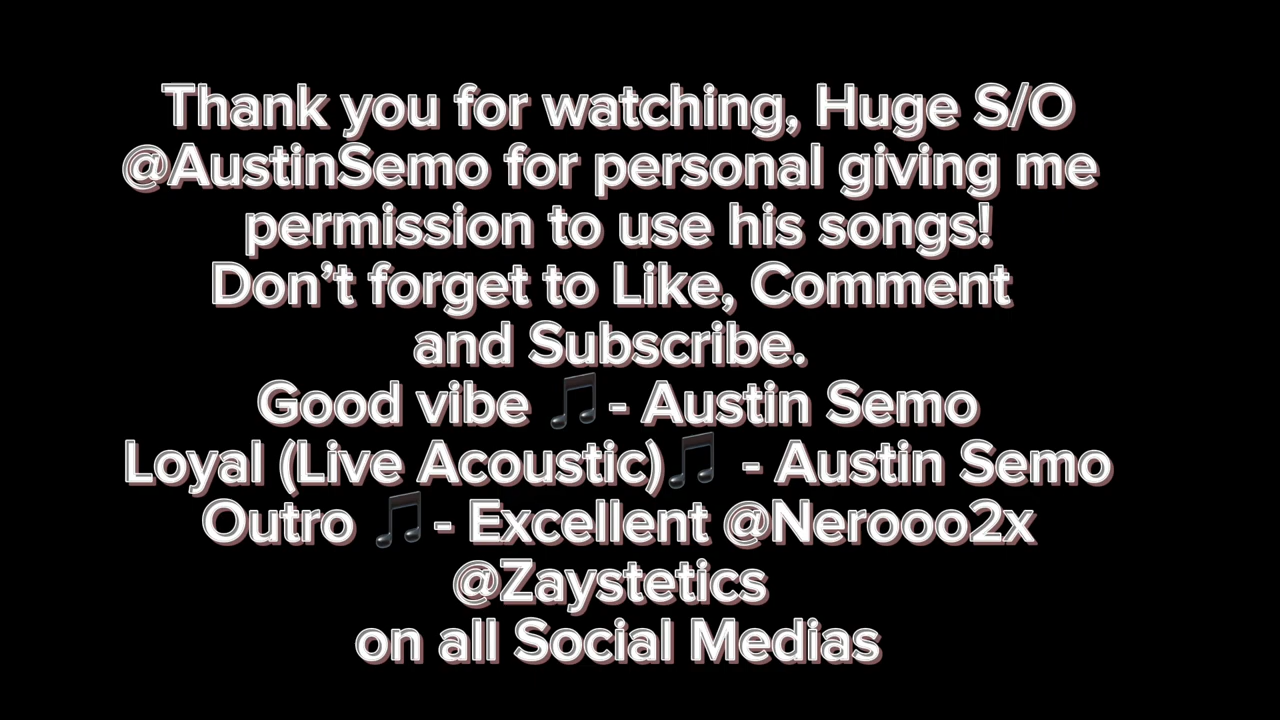 Thank you for watching, Huge S/O
@AustinSemo for personal giving me
permission to use his songs!
Don’t forget to Like, Comment
and Subscribe.
Good vibe 🎵 - Austin Semo
Loyal (Live Acoustic)🎵 - Austin Semo
Outro 🎵 - Excellent @Nerooo2x
@Zaystetics
on all Social Medias